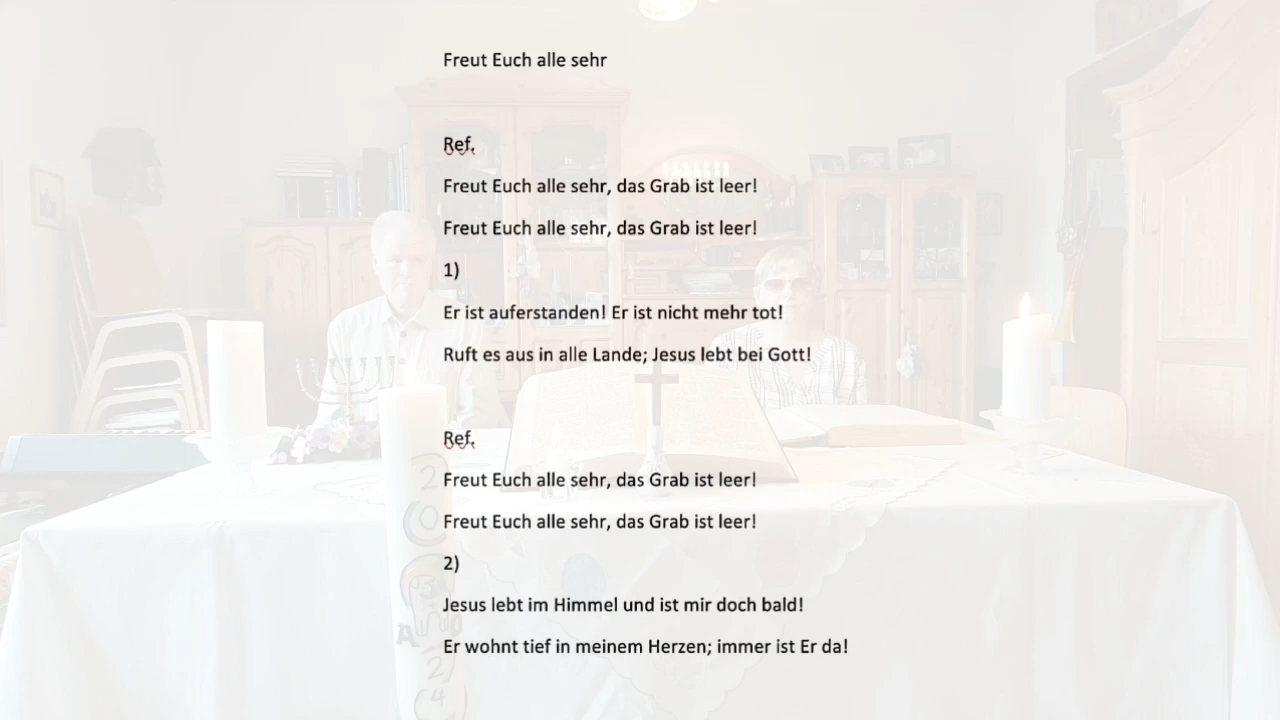 Freut Euch alle sehr
Ref.
Freut Euch alle sehr, das Grab ist leer!
Freut Euch alle sehr, das Grab ist leer!
1)
Er ist auferstanden! Er ist nicht mehr tot!
Ruft es aus in alle Lande; Jesus lebt bei Gott!
Ref.
Freut Euch alle sehr, das Grab ist leer!
Freut Euch alle sehr, das Grab ist leer!
2)
Jesus lebt im Himmel und ist mir doch bald!
Er wohnt tief in meinem Herzen; immer ist Er da!
2
0
A
2
4